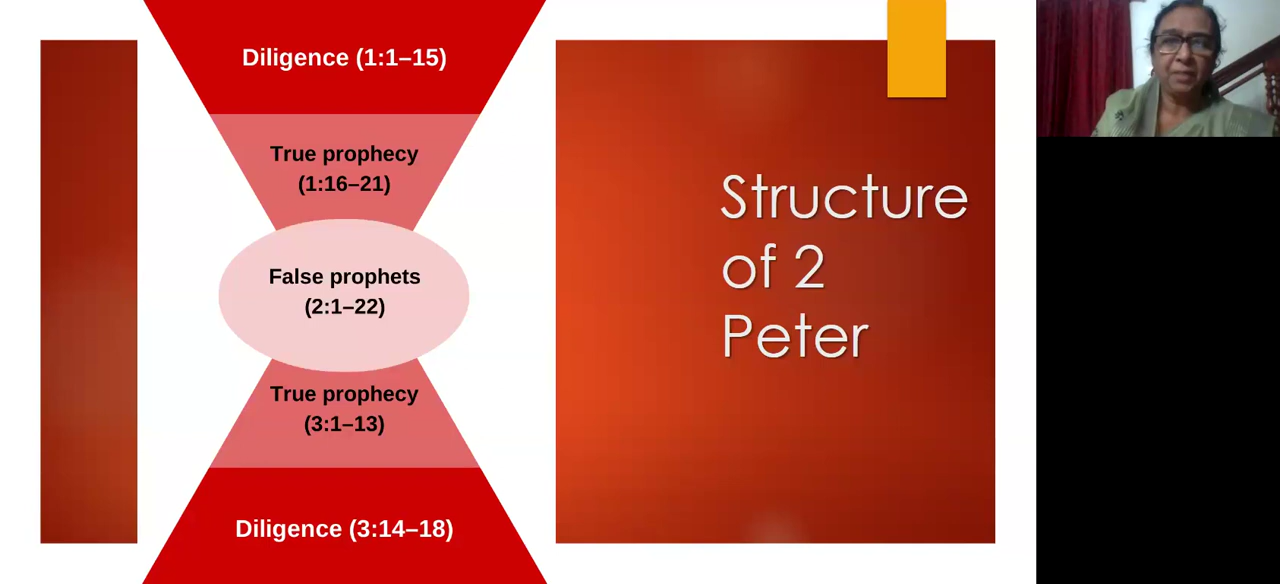 Diligence (1:1–15)
True prophecy
(1:16–21)
False prophets
(2:1–22)
True prophecy
(3:1–13)
Diligence (3:14–18)
Structure
of 2
Peter